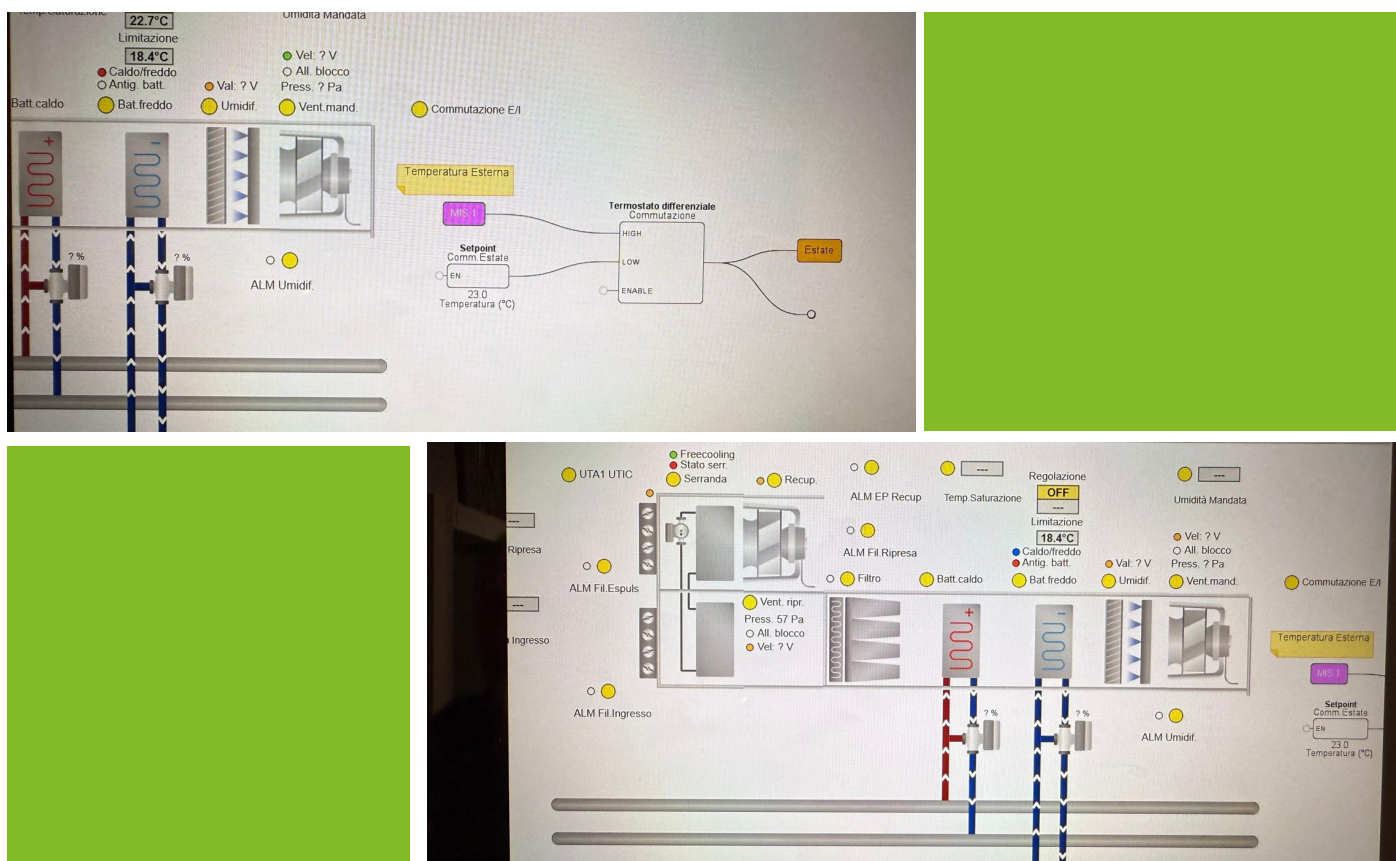 22.7°C
Umidità Mandata
Limitazione
18.4°C
Caldo/freddo
Antig. batt.
Val: ? V
Vel: ? V
All. blocco
Press. ? Pa
Batt.caldo
Bat.freddo
Umidif.
Vent.mand.
Commutazione E/I
Temperatura Esterna
MIS.1
Termostato differenziale
Commutazione
HIGH
LOW
ENABLE
Estate
Setpoint
Comm.Estate
EN
23.0
Temperatura (°C)
? %
? %
ALM Umidif.
UTA1 UTIC
Freecooling
Stato serr.
Serranda
Recup.
ALM EP Recup
Temp.Saturazione
Regolazione
OFF
---
Limitazione
18.4°C
---
Umidità Mandata
---
Ripresa
---
Ingresso
ALM Fil.Espuls
ALM Fil.Ripresa
Caldo/freddo
Antig. batt.
Val: ? V
Vel: ? V
All. blocco
Press. ? Pa
Filtro
Batt.caldo
Bat.freddo
Umidif.
Vent.mand.
Commutazione E/I
Vent. ripr.
Press. 57 Pa
All. blocco
Vel: ? V
ALM Fil.Ingresso
Temperatura Esterna
MIS.1
Setpoint
Comm.Estate
EN
23.0
Temperatura (°C)
? %
? %
ALM Umidif.